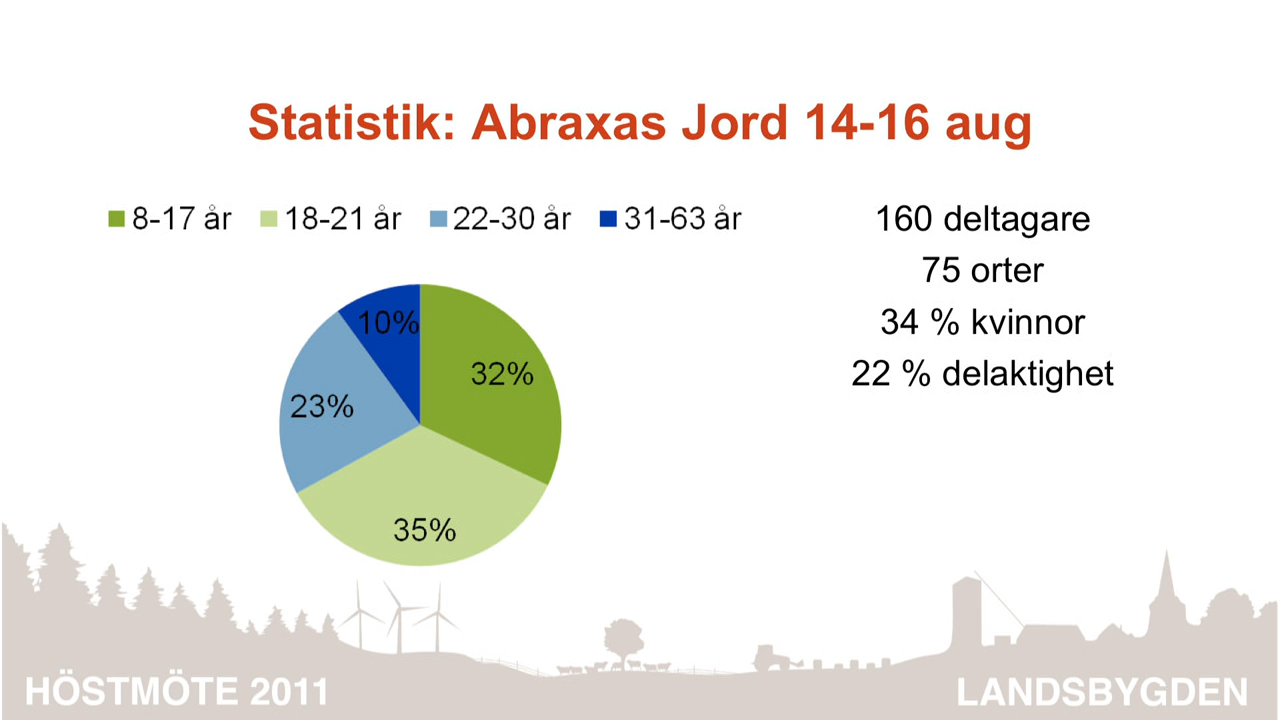 Statistik: Abraxas Jord 14-16 aug
8-17 år 18-21 år 22-30 år 31-63 år
160 deltagare
75 orter
34 % kvinnor
22 % delaktighet
10%
32%
23%
35%
HÖSTMÖTE 2011
LANDSBYGDEN